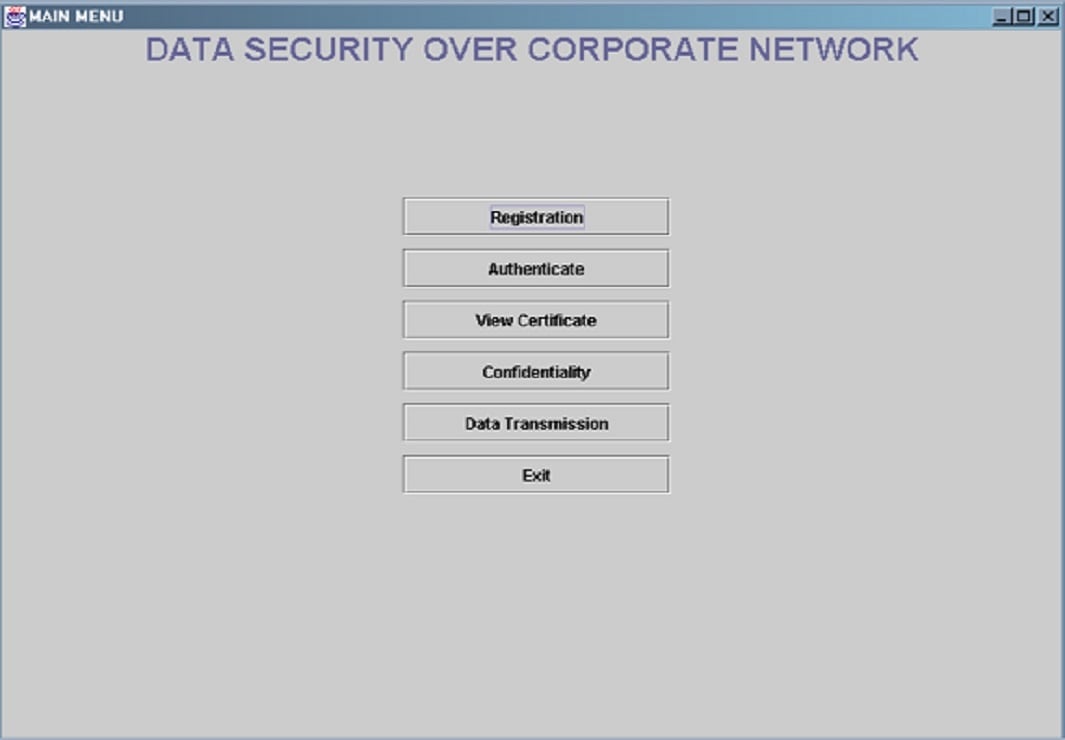 MAIN MENU
DATA SECURITY OVER CORPORATE NETWORK
Registration
Authenticate
View Certificate
Confidentiality
Data Transmission
Exit